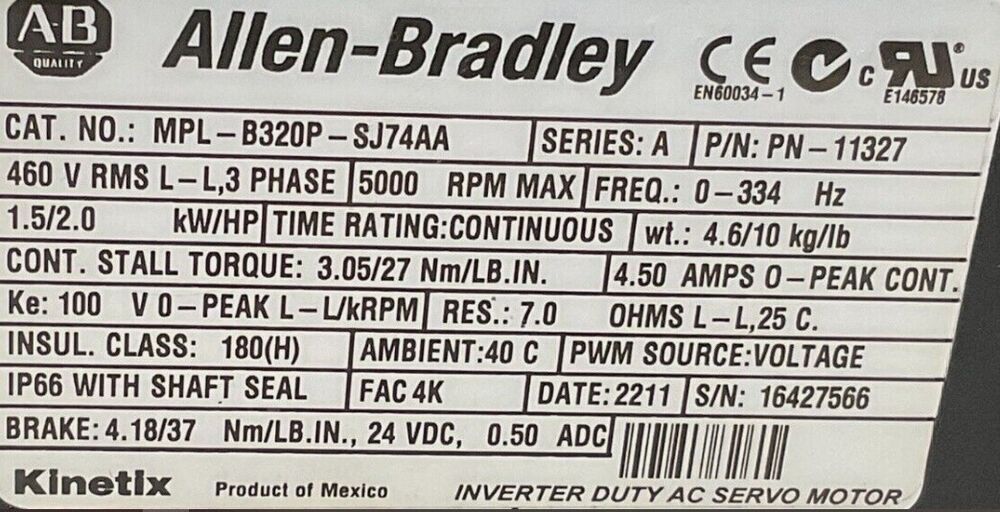 A-B Allen-Bradley
QUALITY
CE C UL® US
EN60034-1 E146578
CAT. NO.: MPL-B320P-SJ74AA SERIES: A P/N: PN-11327
460 V RMS L-L,3 PHASE 5000 RPM MAX FREQ.: 0-334 Hz
1.5/2.0 kW/HP TIME RATING:CONTINUOUS wt.: 4.6/10 kg/lb
CONT. STALL TORQUE: 3.05/27 Nm/LB.IN. 4.50 AMPS 0-PEAK CONT.
Ke: 100 V 0-PEAK L-L/kRPM RES.: 7.0 OHMS L-L,25 C.
INSUL. CLASS: 180(H) AMBIENT:40 C PWM SOURCE:VOLTAGE
IP66 WITH SHAFT SEAL FAC 4K DATE: 2211 S/N: 16427566
BRAKE: 4.18/37 Nm/LB.IN., 24 VDC, 0.50 ADC
Kinetix Product of Mexico INVERTER DUTY AC SERVO MOTOR